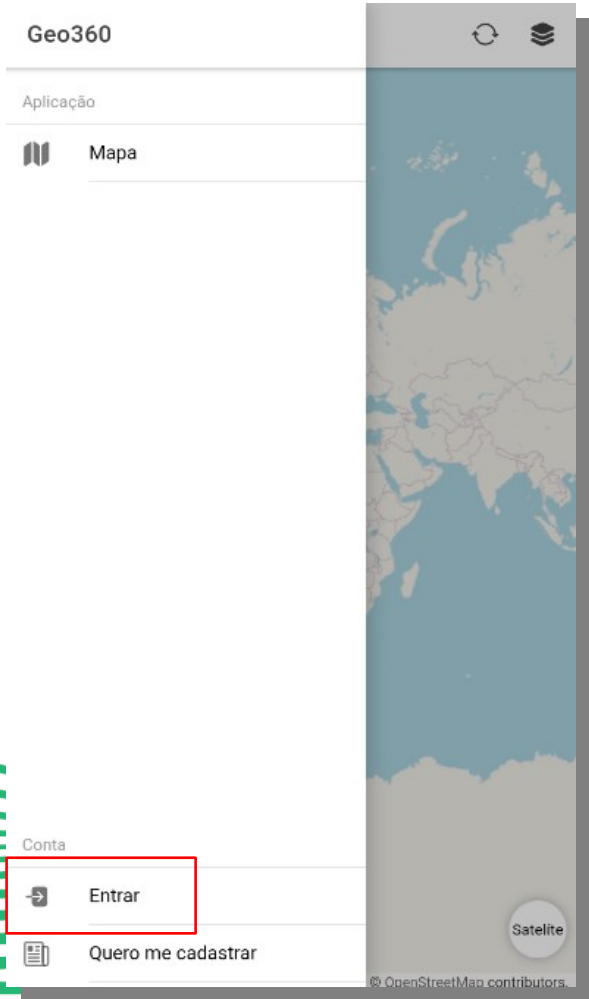 Geo360
Aplicação
Mapa
Conta
Entrar
Quero me cadastrar
Satelite
© OpenStreetMap contributors.